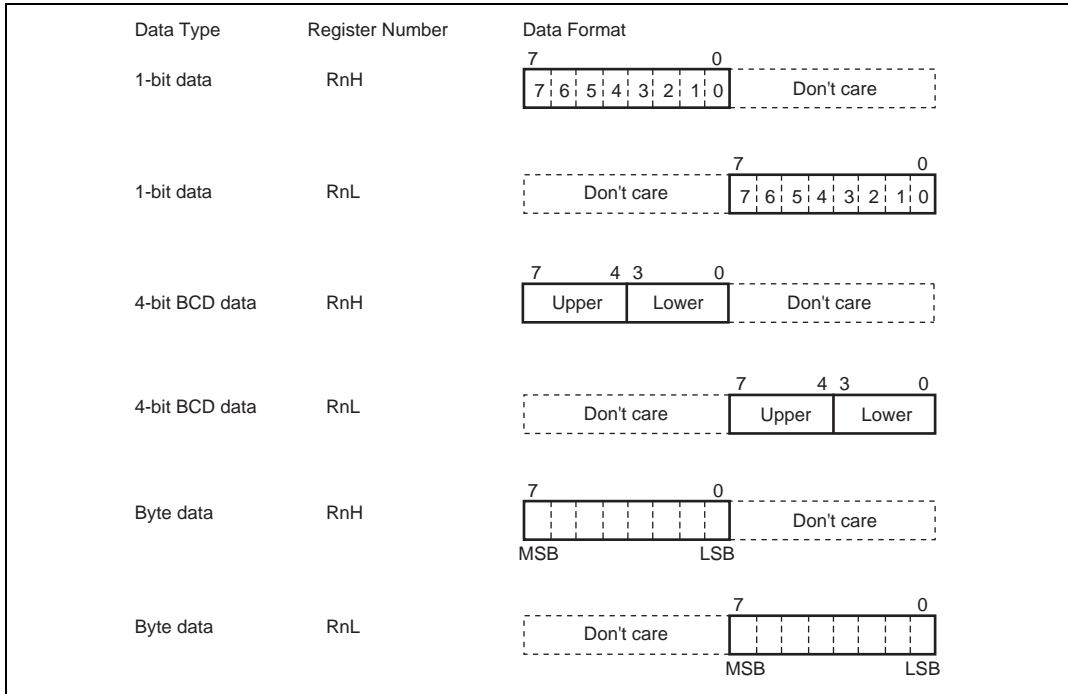 Data Type Register Number Data Format
7 0
1-bit data RnH 7 6 5 4 3 2 1 0 Don't care
7 0
1-bit data RnL Don't care 7 6 5 4 3 2 1 0
7 4 3 0
4-bit BCD data RnH Upper Lower Don't care
7 4 3 0
4-bit BCD data RnL Don't care Upper Lower
7 0
Byte data RnH Don't care
MSB LSB
7 0
Byte data RnL Don't care
MSB LSB